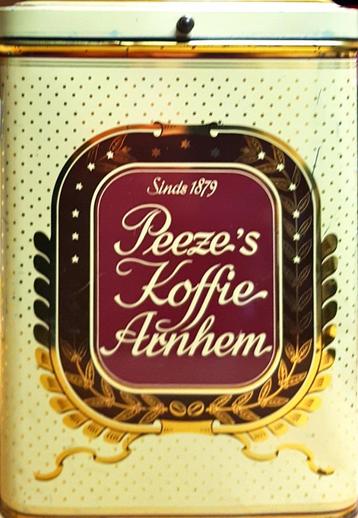 Sinds 1879
Peeze's
Koffie
Arnhem